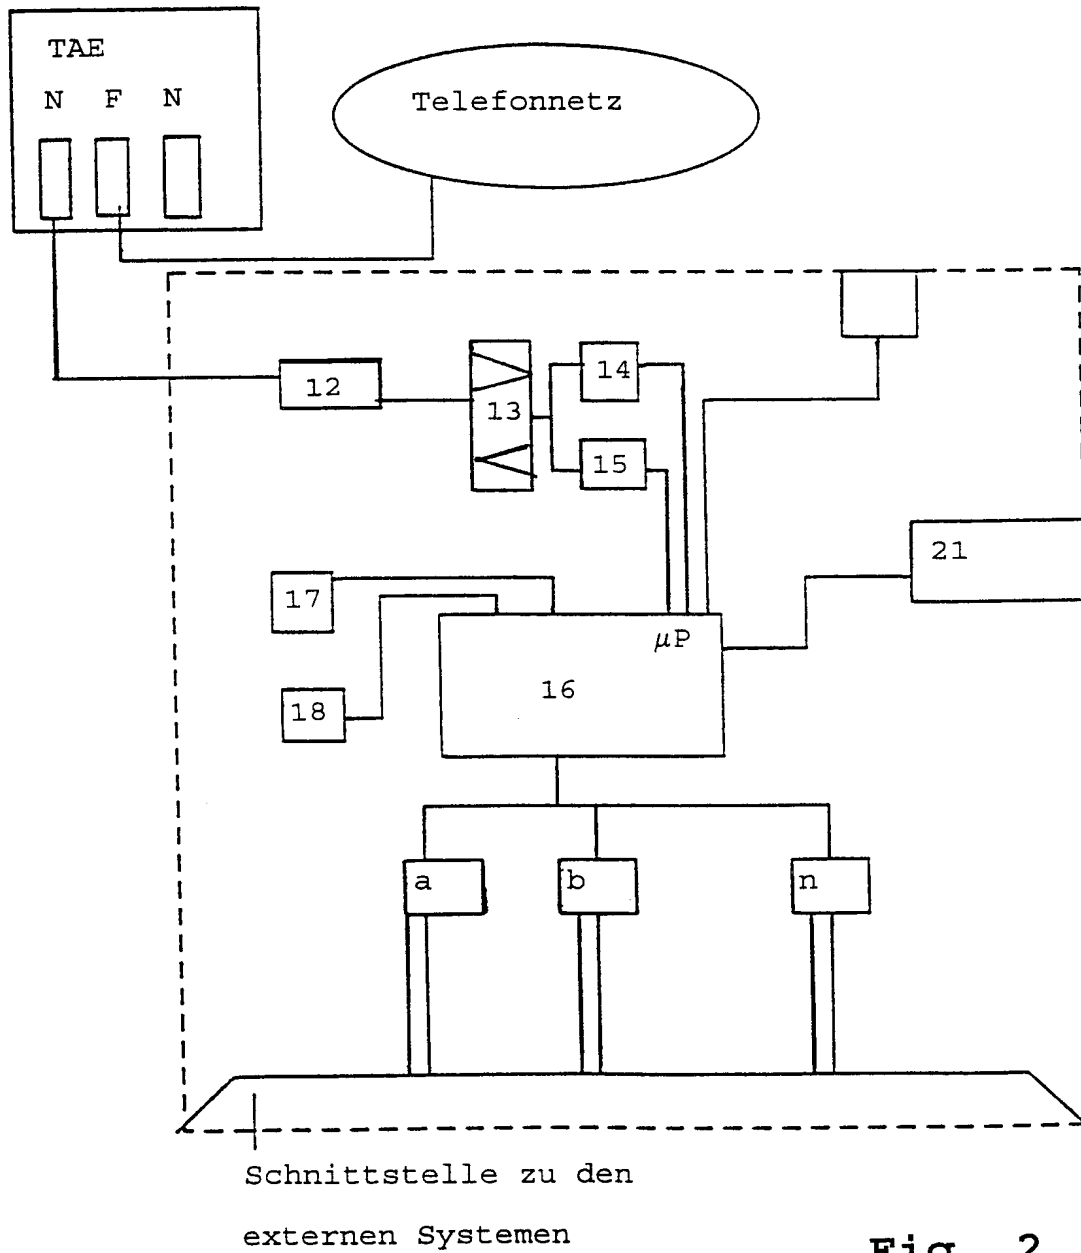 TAE
N F N
Telefonnetz
12
13
14
15
17
18
μP
16
21
a
b
n
Schnittstelle zu den
externen Systemen
Fig. 2